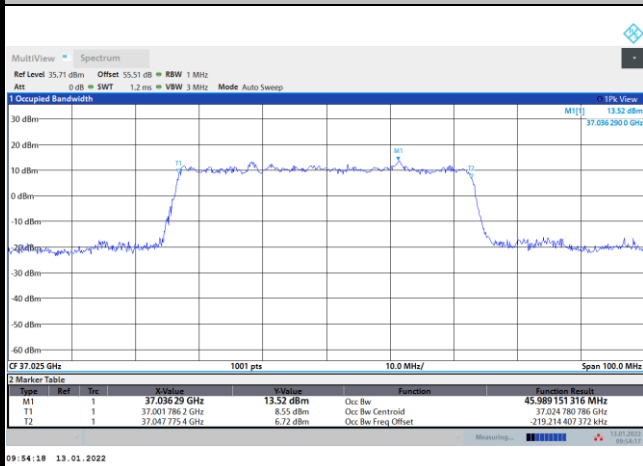 MultiView Spectrum
Ref Level 35.71 dBm Offset 55.51 dB RBW 1 MHz
Att 0 dB SWT 1.2 ms VBW 3 MHz Mode Auto Sweep
1 Occupied Bandwidth 1Pk View
M1[1] 13.52 dBm
37.036 290 0 GHz
30 dBm
20 dBm
M1
T1 T2
10 dBm
0 dBm
-10 dBm
-20 dBm
-30 dBm
-40 dBm
-50 dBm
-60 dBm
CF 37.025 GHz 1001 pts 10.0 MHz/ Span 100.0 MHz
2 Marker Table
Type Ref Trc X-Value Y-Value Function Function Result
M1 1 37.036 29 GHz 13.52 dBm Occ Bw 45.989 151 316 MHz
T1 1 37.001 786 2 GHz 8.55 dBm Occ Bw Centroid 37.024 780 786 GHz
T2 1 37.047 775 4 GHz 6.72 dBm Occ Bw Freq Offset -219.214 407 372 kHz
Measuring... 13.01.2022
09:54:17
09:54:18 13.01.2022